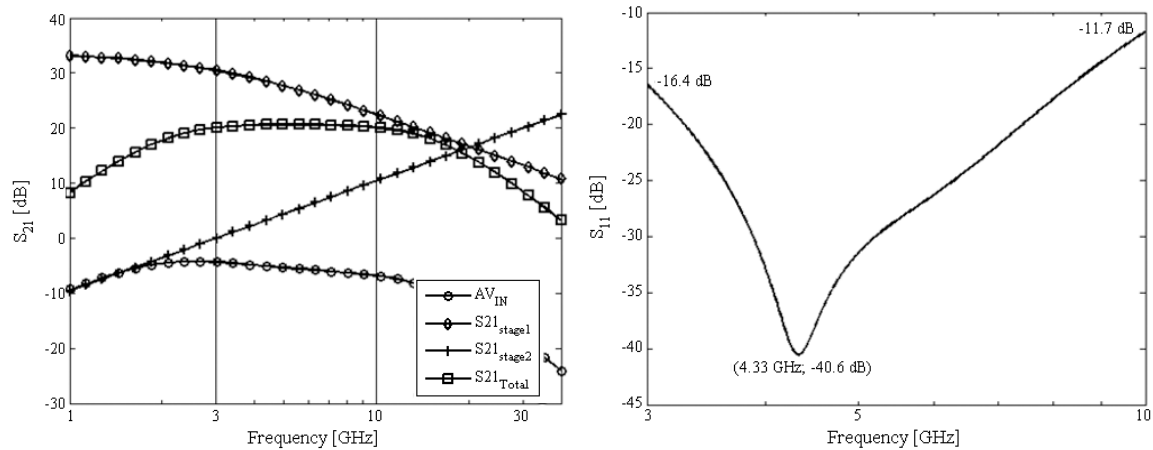 40
30
20
10
0
-10
-20
-30
S21 [dB]
1
3
10
30
Frequency [GHz]
AVIN
S21stage1
S21stage2
S21Total
-10
-15
-20
-25
-30
-35
-40
-45
S11 [dB]
-16.4 dB
-11.7 dB
(4.33 GHz; -40.6 dB)
3
5
10
Frequency [GHz]